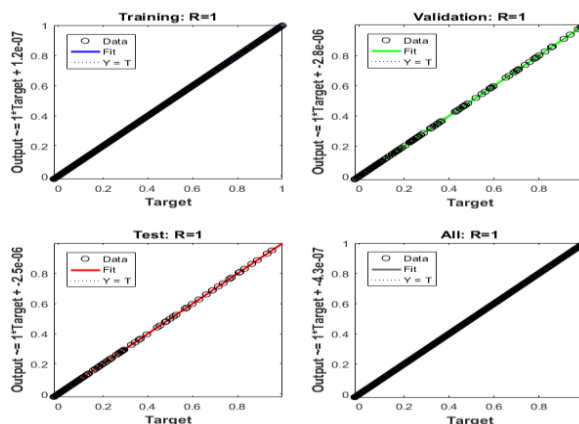 Training: R=1
Output ~= 1*Target + 1.2e-07
1
0.8
0.6
0.4
0.2
0
Data
Fit
Y = T
0
0.2
0.4
0.6
0.8
1
Target
Validation: R=1
Output ~= 1*Target + -2.8e-06
1
0.8
0.6
0.4
0.2
0
Data
Fit
Y = T
0
0.2
0.4
0.6
0.8
Target
Test: R=1
Output ~= 1*Target + -2.5e-06
0.8
0.6
0.4
0.2
0
Data
Fit
Y = T
0
0.2
0.4
0.6
0.8
Target
All: R=1
Output ~= 1*Target + -4.3e-07
1
0.8
0.6
0.4
0.2
0
Data
Fit
Y = T
0
0.2
0.4
0.6
0.8
Target